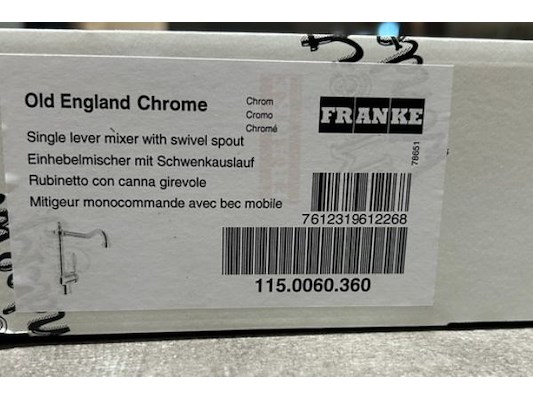 Old England Chrome
Chrom
Cromo
Chromé
FRANKE
Single lever mixer with swivel spout
Einhebelmischer mit Schwenkauslauf
Rubinetto con canna girevole
Mitigeur monocommande avec bec mobile
78651
7612319612268
115.0060.360